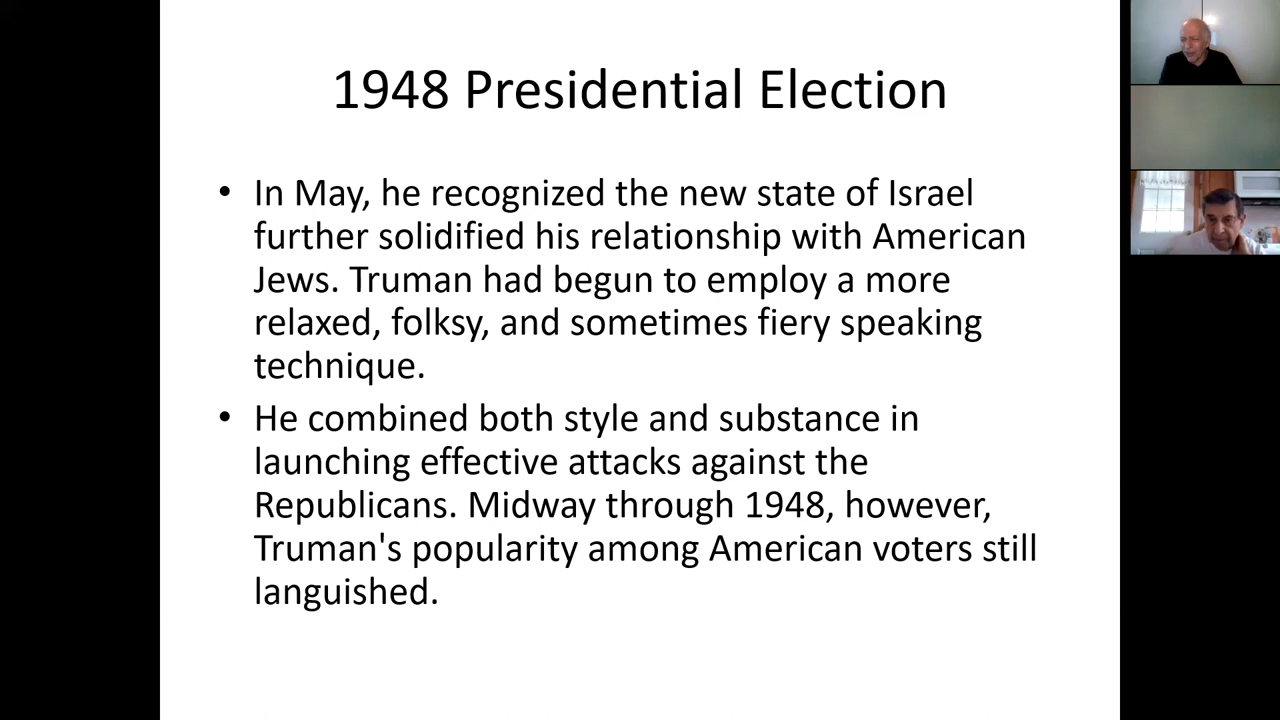 1948 Presidential Election
• In May, he recognized the new state of Israel
further solidified his relationship with American
Jews. Truman had begun to employ a more
relaxed, folksy, and sometimes fiery speaking
technique.
• He combined both style and substance in
launching effective attacks against the
Republicans. Midway through 1948, however,
Truman's popularity among American voters still
languished.